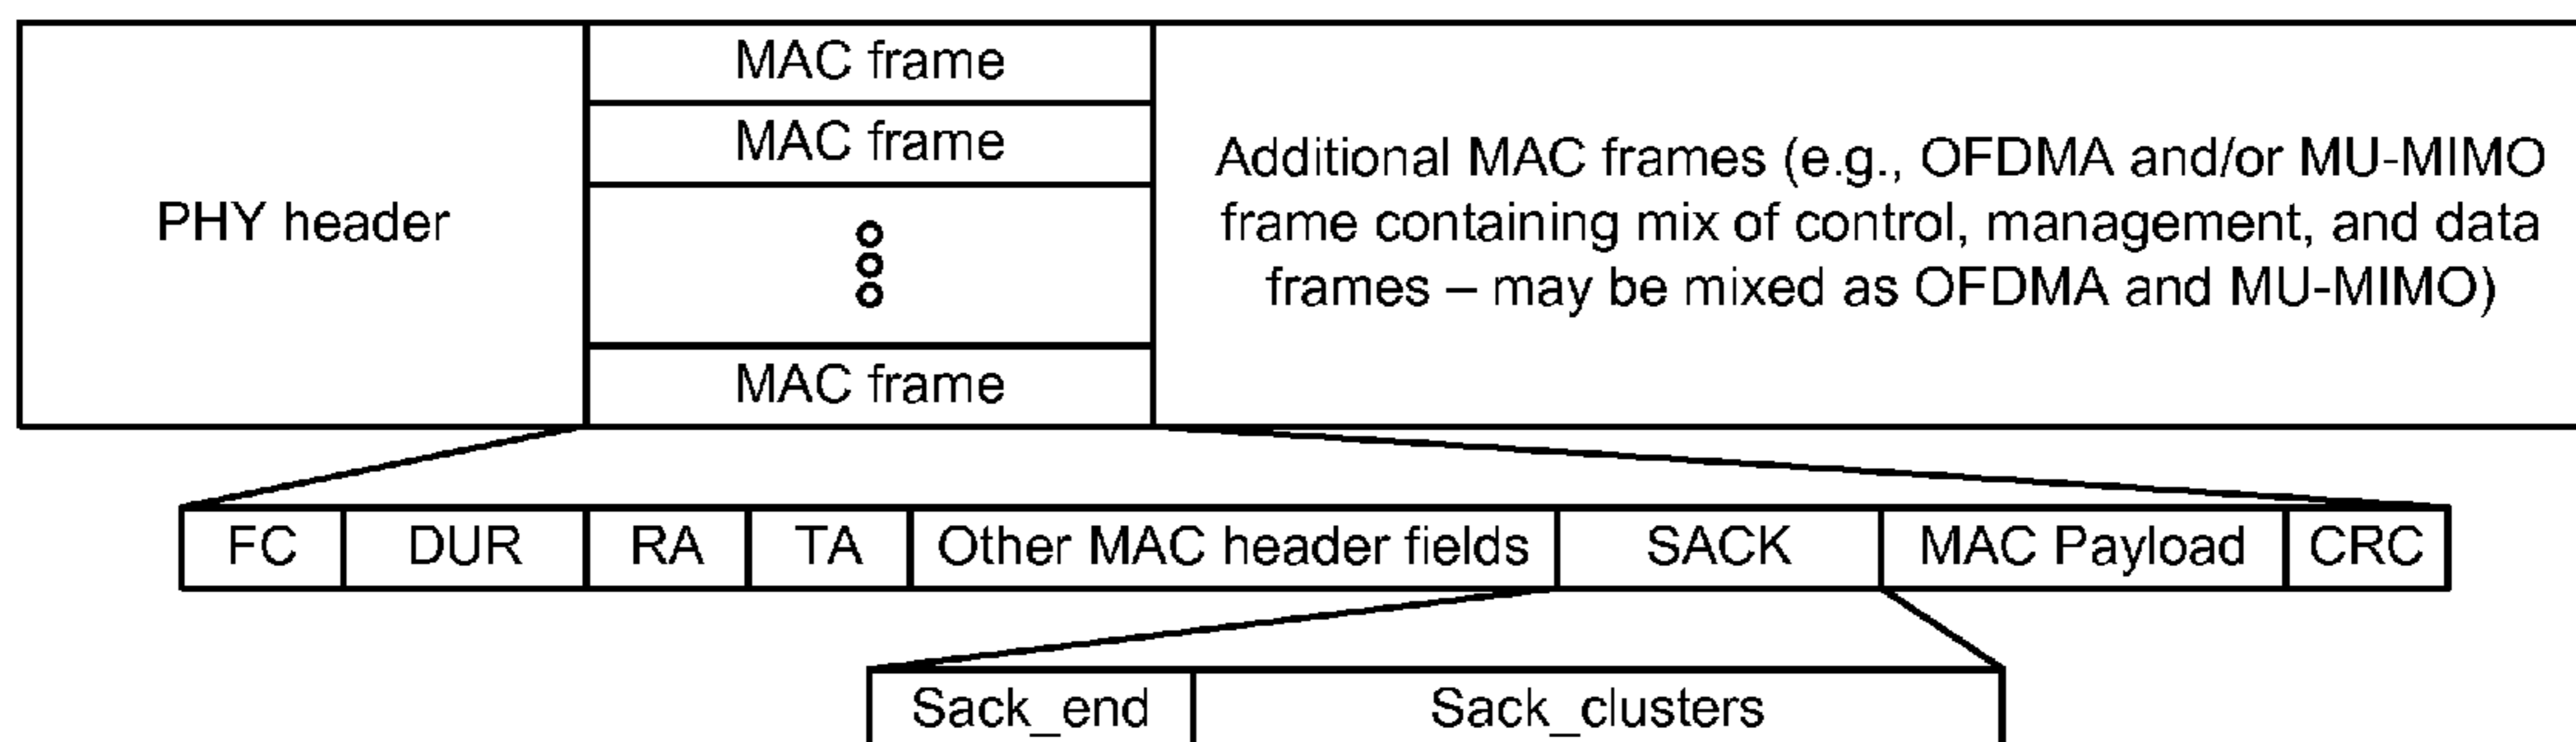 PHY header
MAC frame
MAC frame
MAC frame
Additional MAC frames (e.g., OFDMA and/or MU-MIMO
frame containing mix of control, management, and data
frames – may be mixed as OFDMA and MU-MIMO)
FC DUR RA TA Other MAC header fields SACK MAC Payload CRC
Sack_end Sack_clusters